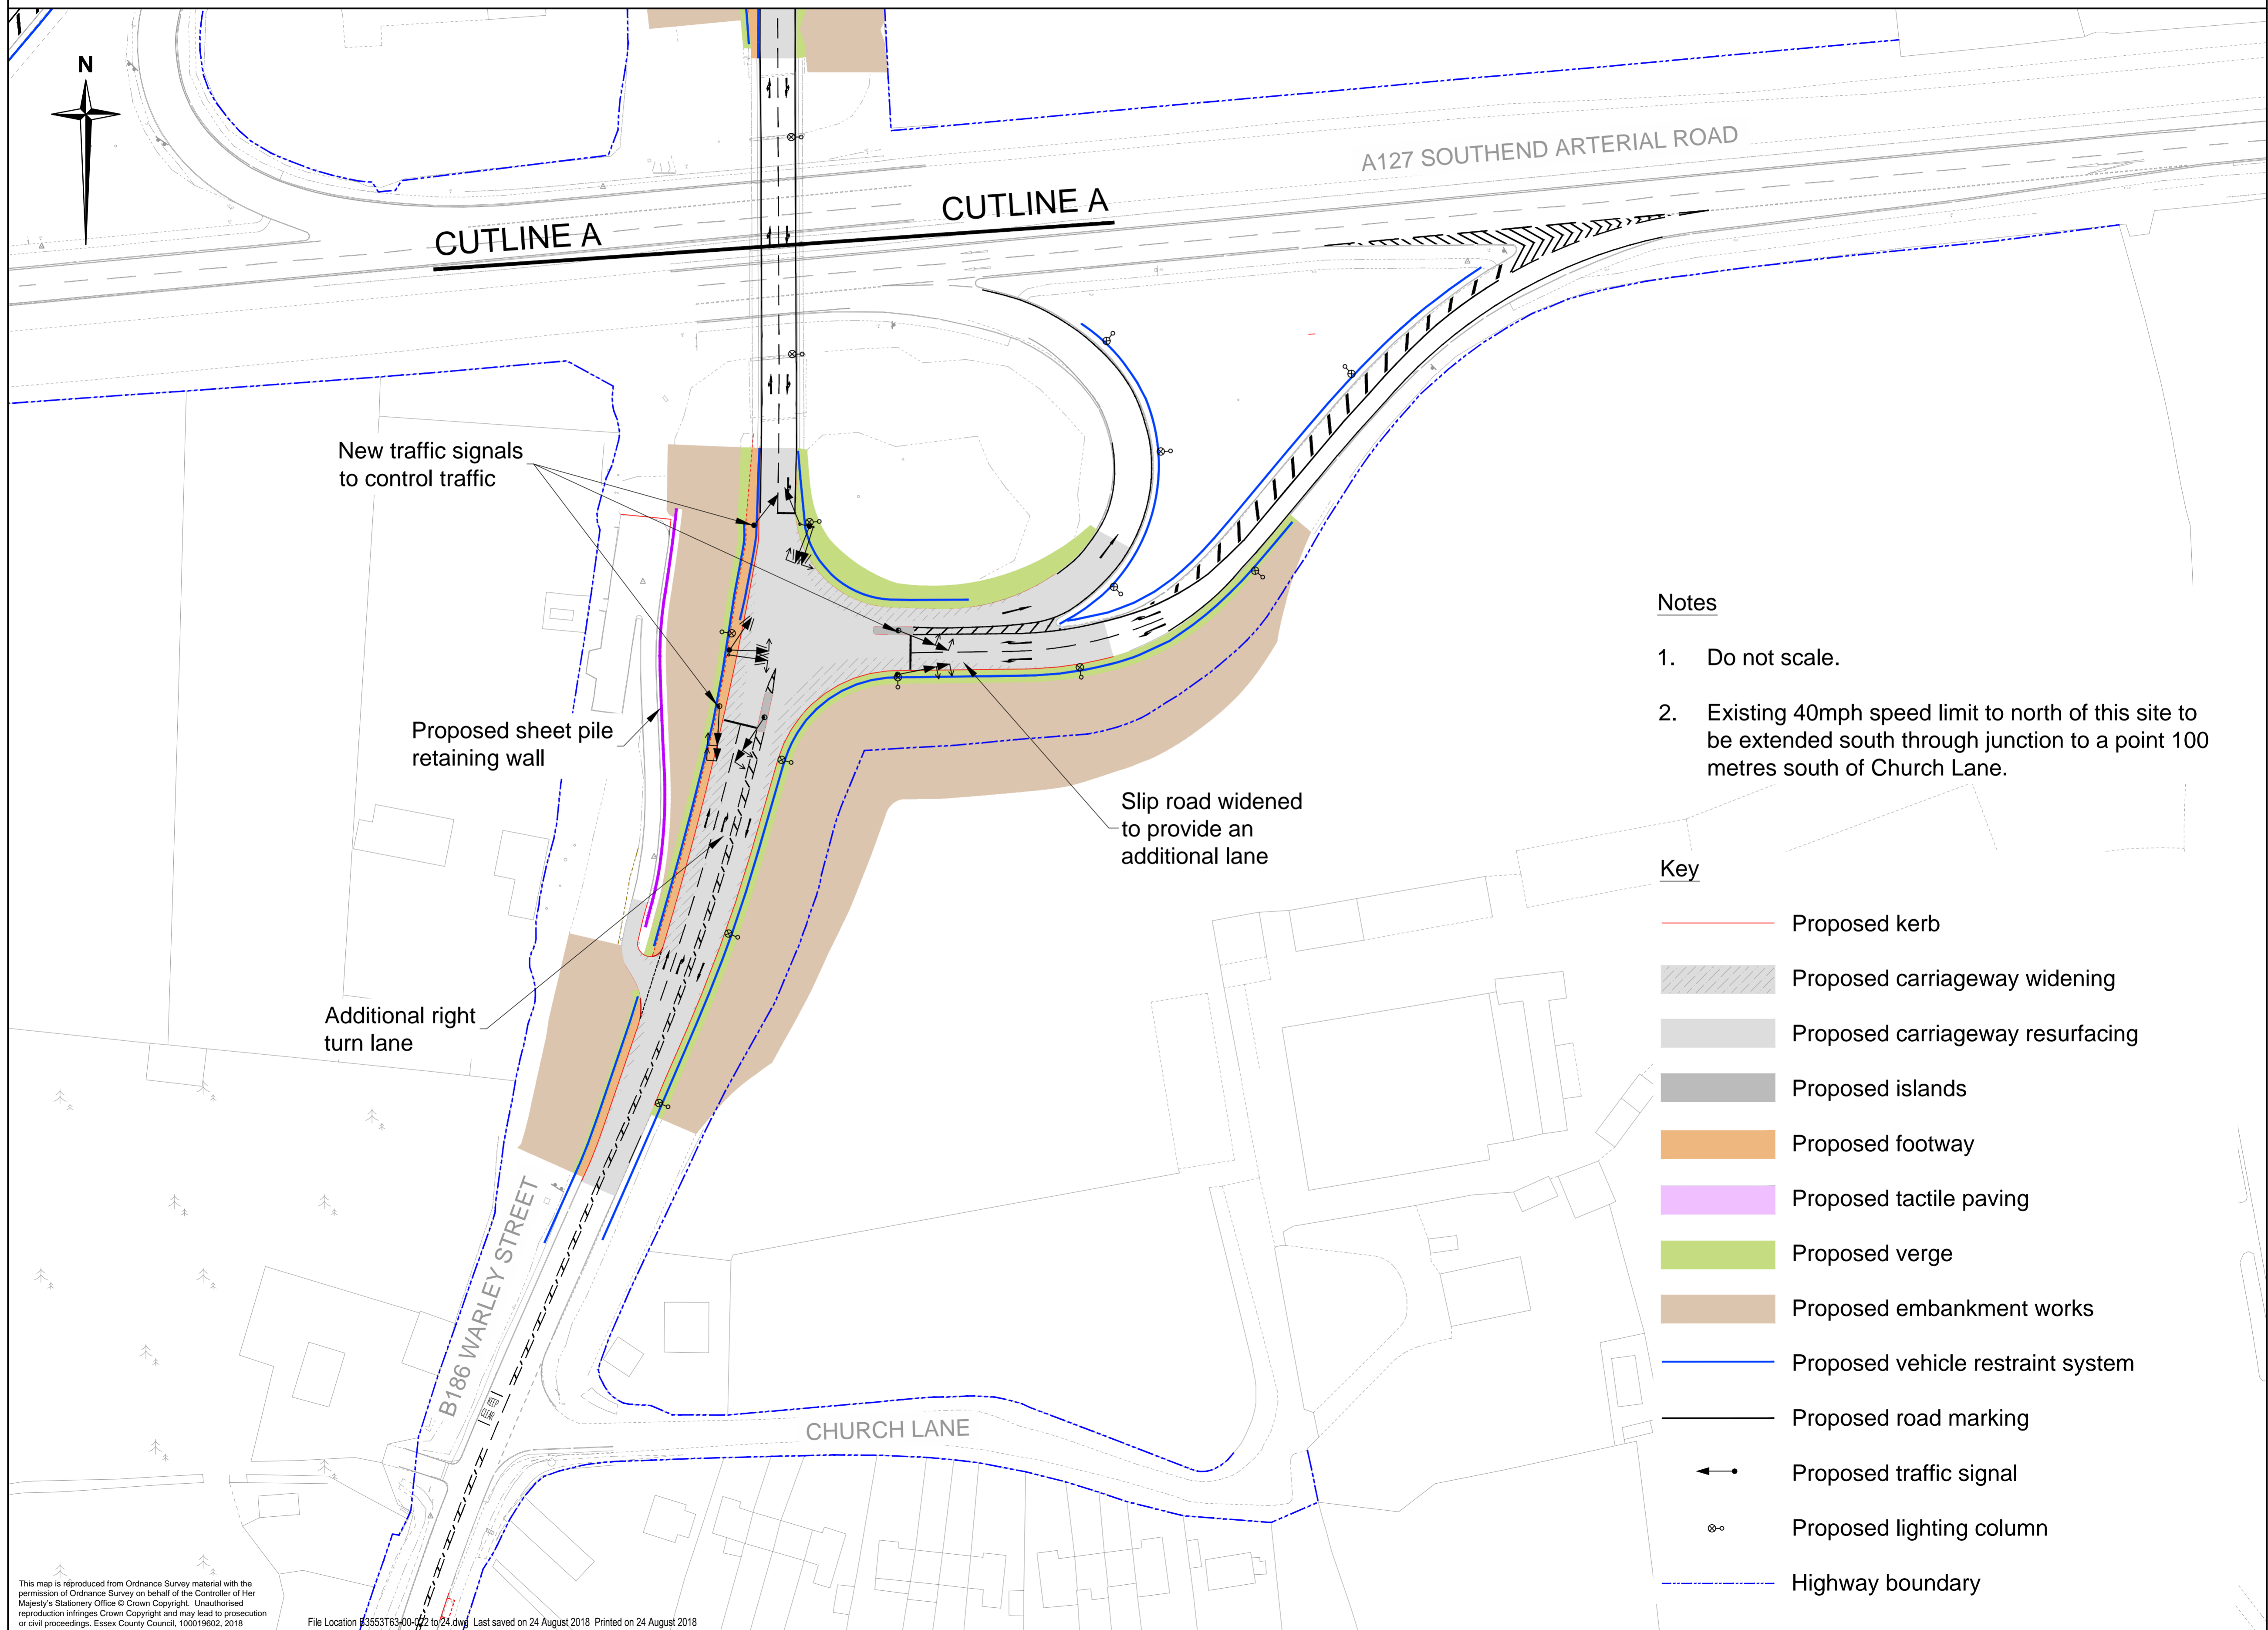 N
A127 SOUTHEND ARTERIAL ROAD
CUTLINE A
CUTLINE A
New traffic signals
to control traffic
Proposed sheet pile
retaining wall
Slip road widened
to provide an
additional lane
Additional right
turn lane
B186 WARLEY STREET
KEEP
CLEAR
CHURCH LANE
Notes
1. Do not scale.
2. Existing 40mph speed limit to north of this site to
be extended south through junction to a point 100
metres south of Church Lane.
Key
Proposed kerb
Proposed carriageway widening
Proposed carriageway resurfacing
Proposed islands
Proposed footway
Proposed tactile paving
Proposed verge
Proposed embankment works
Proposed vehicle restraint system
Proposed road marking
Proposed traffic signal
Proposed lighting column
Highway boundary
This map is reproduced from Ordnance Survey material with the
permission of Ordnance Survey on behalf of the Controller of Her
Majesty's Stationery Office © Crown Copyright. Unauthorised
reproduction infringes Crown Copyright and may lead to prosecution
or civil proceedings. Essex County Council, 100019602, 2018
File Location to 24.dwg Last saved on 24 August 2018 Printed on 24 August 2018